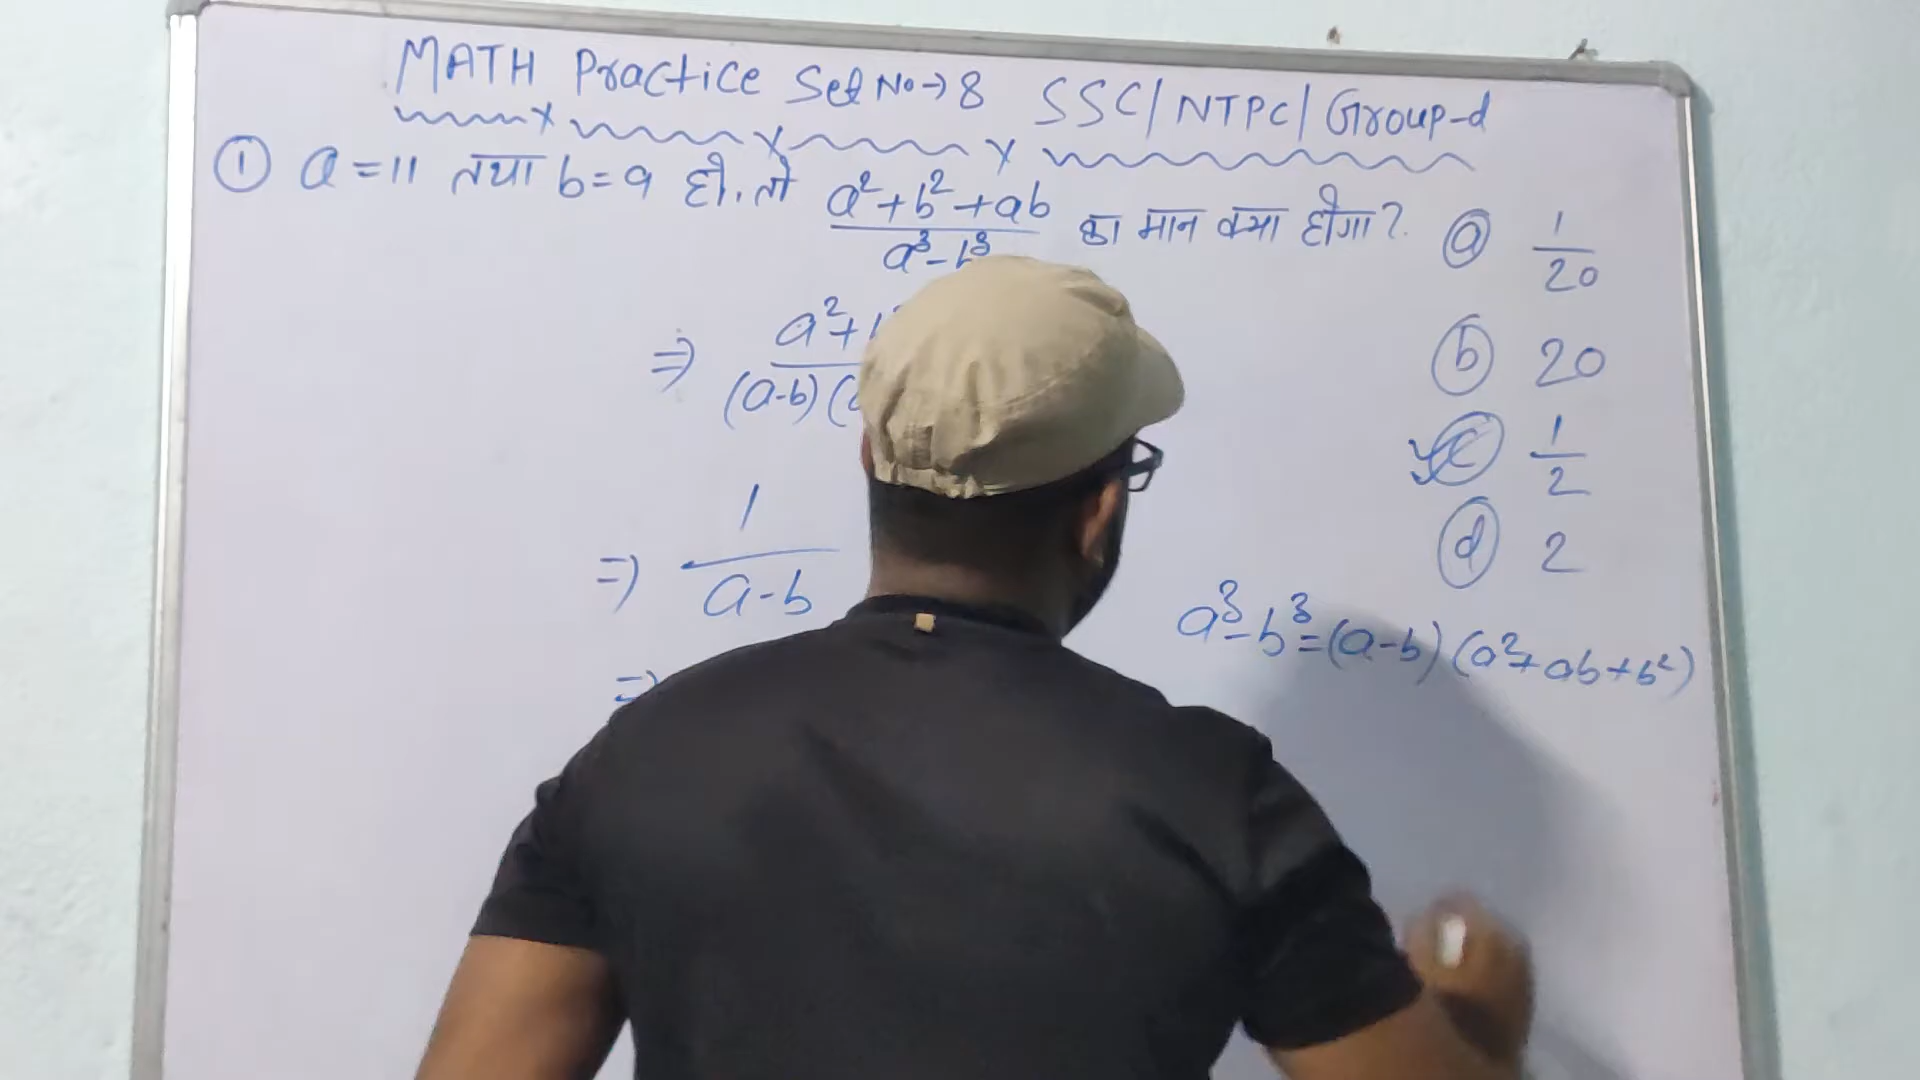 MATH Practice Set No→8 SSC/NTPC/Group-d
① a=11 तथा b=9 हो, तो a²+b²+ab / a³-b³ का मान क्या होगा?
ⓐ 1/20
ⓑ 20
ⓒ 1/2
ⓓ 2
⇒ a²+
(a-b)(
⇒ 1/a-b
a³-b³=(a-b)(a²+ab+b²)
⇒